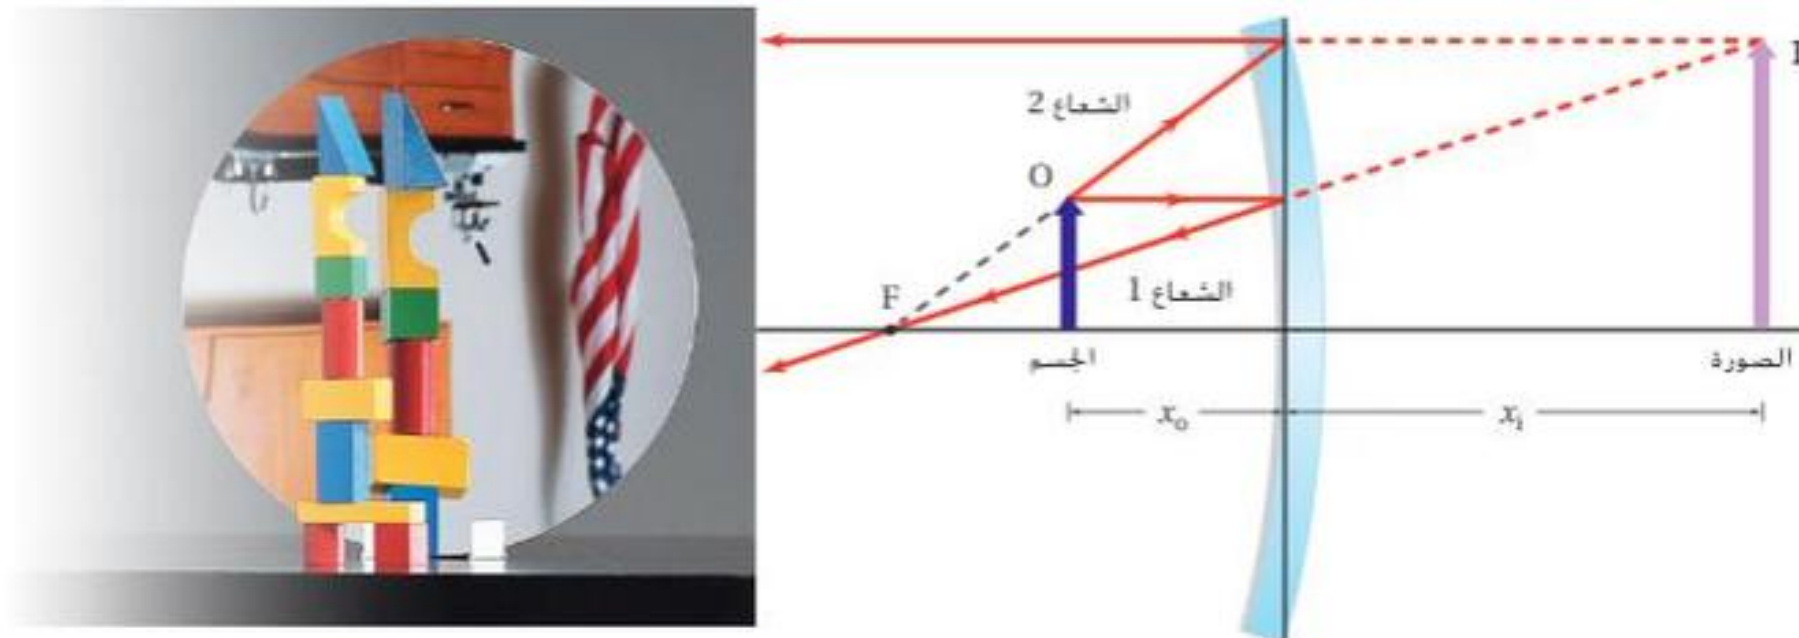 I
الشعاع 2
O
الشعاع 1
F
الجسم
الصورة
xₒ
xᵢ